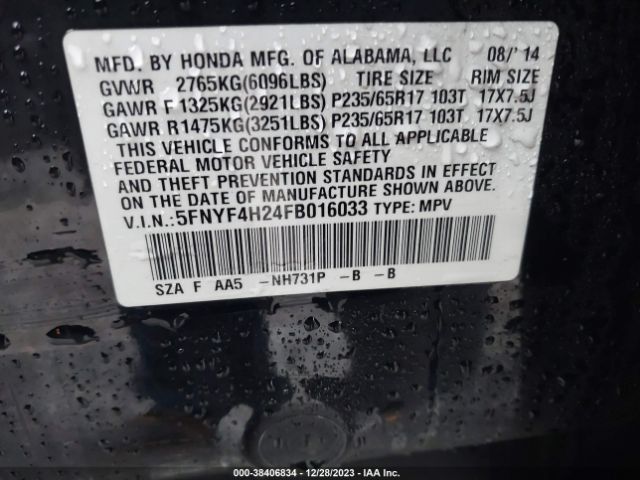 MFD. BY HONDA MFG. OF ALABAMA, LLC 08/'14
GVWR 2765KG(6096LBS) TIRE SIZE RIM SIZE
GAWR F 1325KG(2921LBS) P235/65R17 103T 17X7.5J
GAWR R 1475KG(3251LBS) P235/65R17 103T 17X7.5J
THIS VEHICLE CONFORMS TO ALL APPLICABLE
FEDERAL MOTOR VEHICLE SAFETY
AND THEFT PREVENTION STANDARDS IN EFFECT
ON THE DATE OF MANUFACTURE SHOWN ABOVE.
V.I.N.:5FNYF4H24FB016033 TYPE: MPV
SZA F AA5 -NH731P -B -B
000-38406834 - 12/28/2023 - IAA Inc.